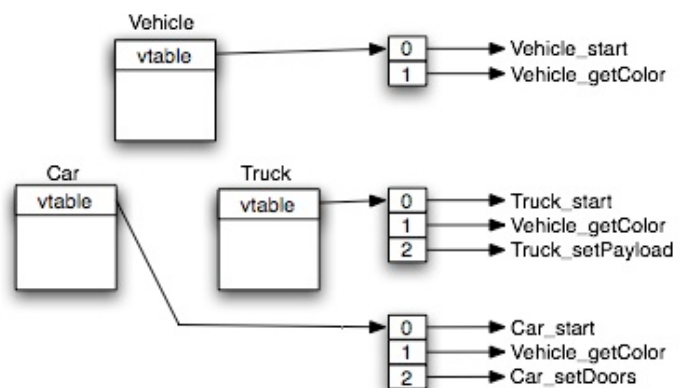 Vehicle
vtable
0 Vehicle_start
1 Vehicle_getColor
Car
vtable
Truck
vtable
0 Truck_start
1 Vehicle_getColor
2 Truck_setPayload
0 Car_start
1 Vehicle_getColor
2 Car_setDoors